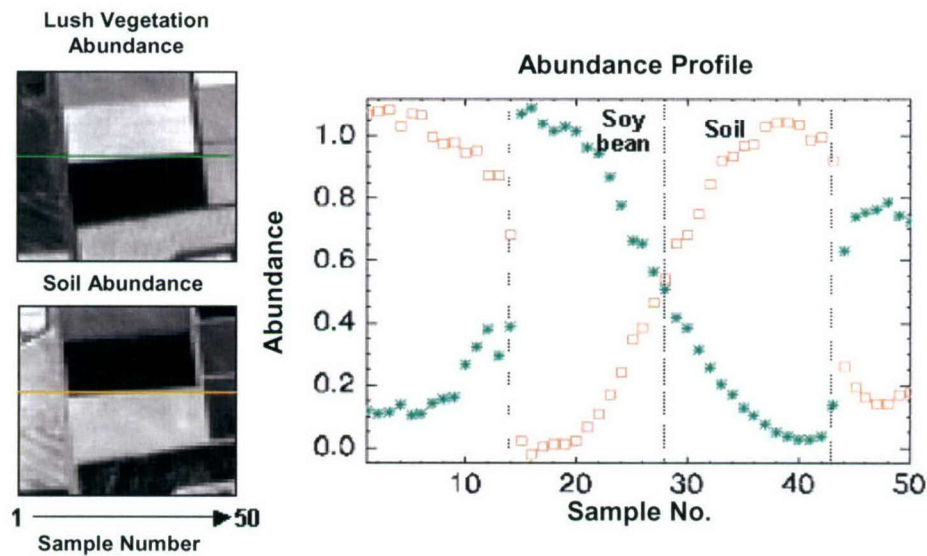 Lush Vegetation
Abundance
Soil Abundance
1
50
Sample Number
Abundance Profile
Abundance
1.0
0.8
0.6
0.4
0.2
0.0
Soy
bean
Soil
10
20
30
40
50
Sample No.